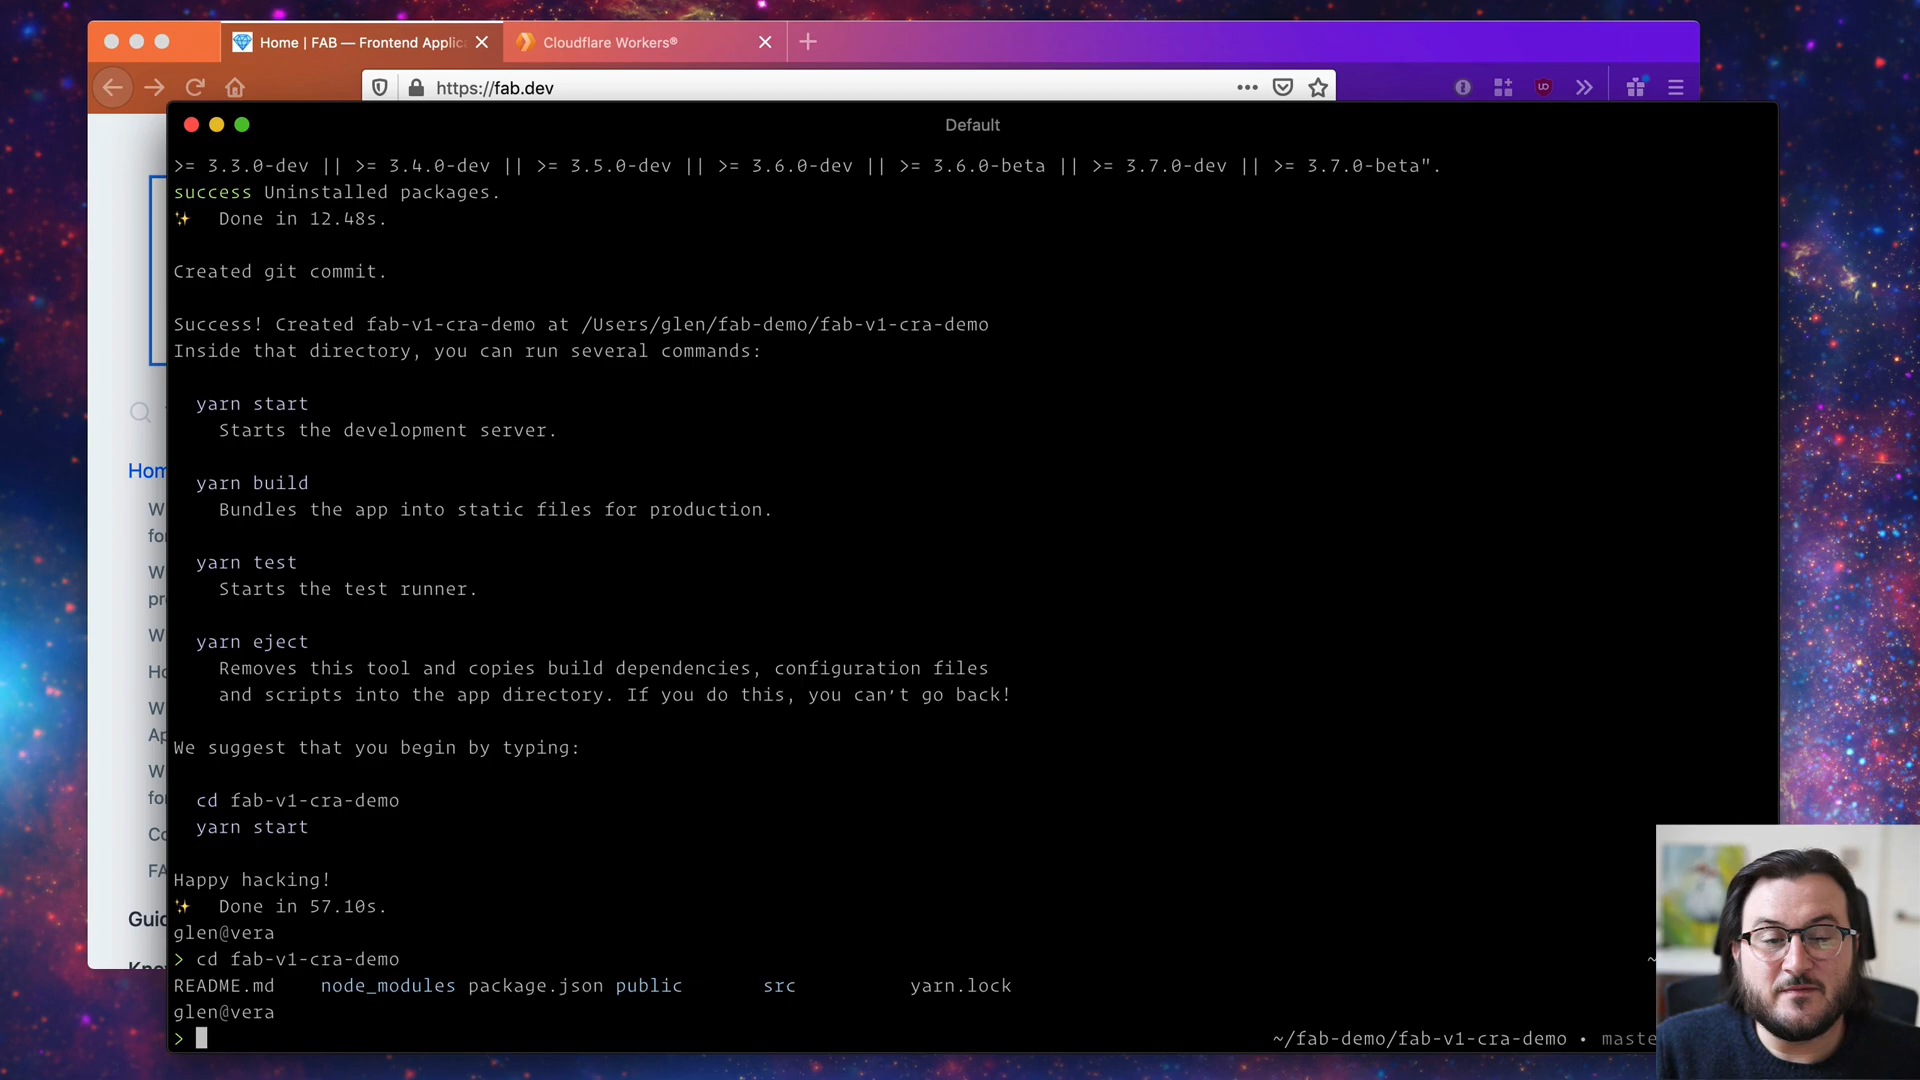 Home | FAB — Frontend Applic
Cloudflare Workers®
https://fab.dev
Default
>= 3.3.0-dev || >= 3.4.0-dev || >= 3.5.0-dev || >= 3.6.0-dev || >= 3.6.0-beta || >= 3.7.0-dev || >= 3.7.0-beta".
success Uninstalled packages.
✨ Done in 12.48s.
Created git commit.
Success! Created fab-v1-cra-demo at /Users/glen/fab-demo/fab-v1-cra-demo
Inside that directory, you can run several commands:
yarn start
Starts the development server.
yarn build
Bundles the app into static files for production.
yarn test
Starts the test runner.
yarn eject
Removes this tool and copies build dependencies, configuration files
and scripts into the app directory. If you do this, you can't go back!
We suggest that you begin by typing:
cd fab-v1-cra-demo
yarn start
Happy hacking!
✨ Done in 57.10s.
glen@vera
> cd fab-v1-cra-demo ~
README.md node_modules package.json public src yarn.lock
glen@vera
> ~/fab-demo/fab-v1-cra-demo • maste
Hom
W
for
W
pr
W
Ho
W
Ap
W
for
Co
FA
Guid